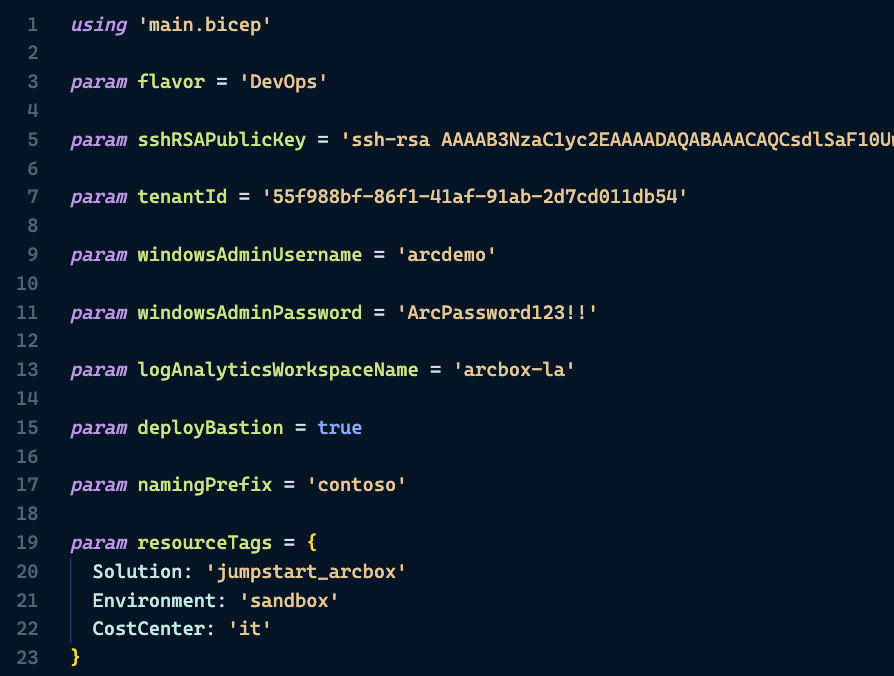 1 using 'main.bicep'
2
3 param flavor = 'DevOps'
4
5 param sshRSAPublicKey = 'ssh-rsa AAAAB3NzaC1yc2EAAAADAQABAAACAQCsdlSaF10U
6
7 param tenantId = '55f988bf-86f1-41af-91ab-2d7cd011db54'
8
9 param windowsAdminUsername = 'arcdemo'
10
11 param windowsAdminPassword = 'ArcPassword123!!'
12
13 param logAnalyticsWorkspaceName = 'arcbox-la'
14
15 param deployBastion = true
16
17 param namingPrefix = 'contoso'
18
19 param resourceTags = {
20   Solution: 'jumpstart_arcbox'
21   Environment: 'sandbox'
22   CostCenter: 'it'
23 }